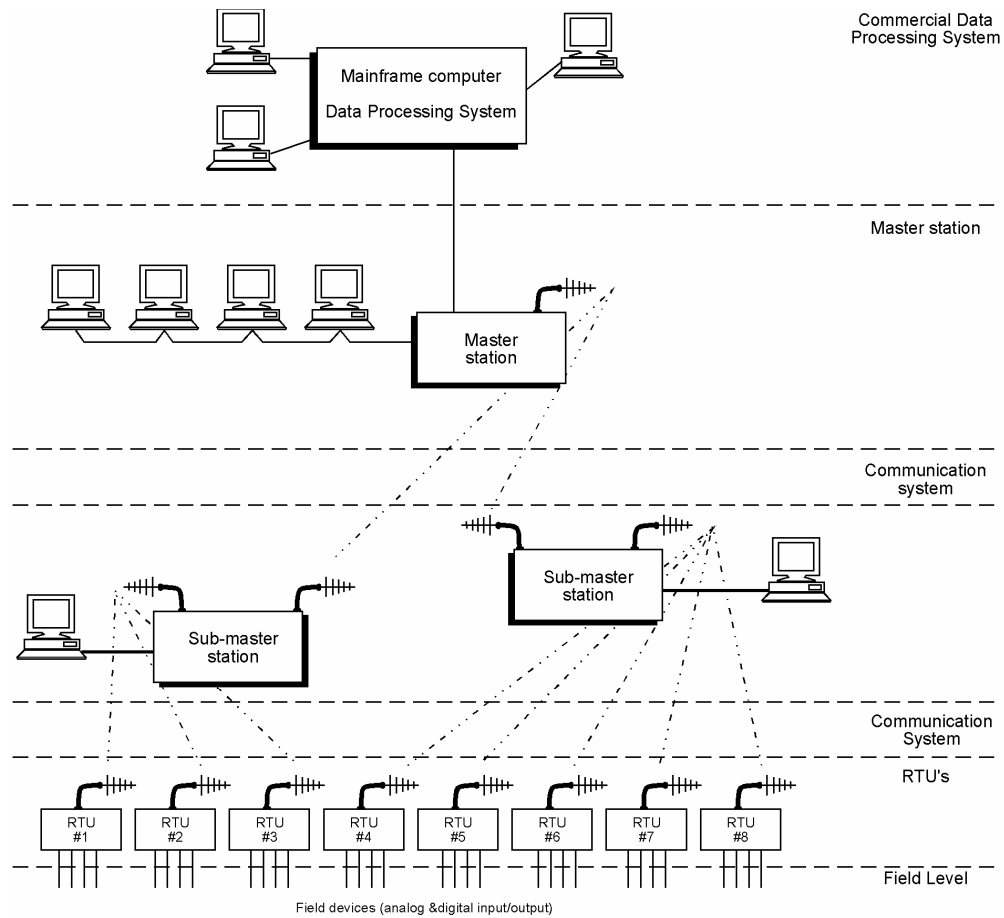 Commercial Data
Processing System
Mainframe computer
Data Processing System
Master station
Master
station
Communication
system
Sub-master
station
Sub-master
station
Communication
System
RTU's
RTU
#1
RTU
#2
RTU
#3
RTU
#4
RTU
#5
RTU
#6
RTU
#7
RTU
#8
Field Level
Field devices (analog &digital input/output)